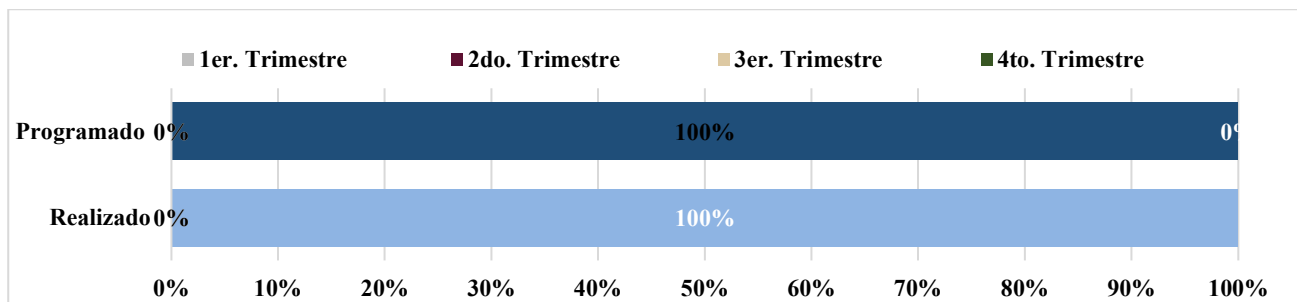 1er. Trimestre 2do. Trimestre 3er. Trimestre 4to. Trimestre
Programado 0% 100% 0%
Realizado 0% 100%
0% 10% 20% 30% 40% 50% 60% 70% 80% 90% 100%